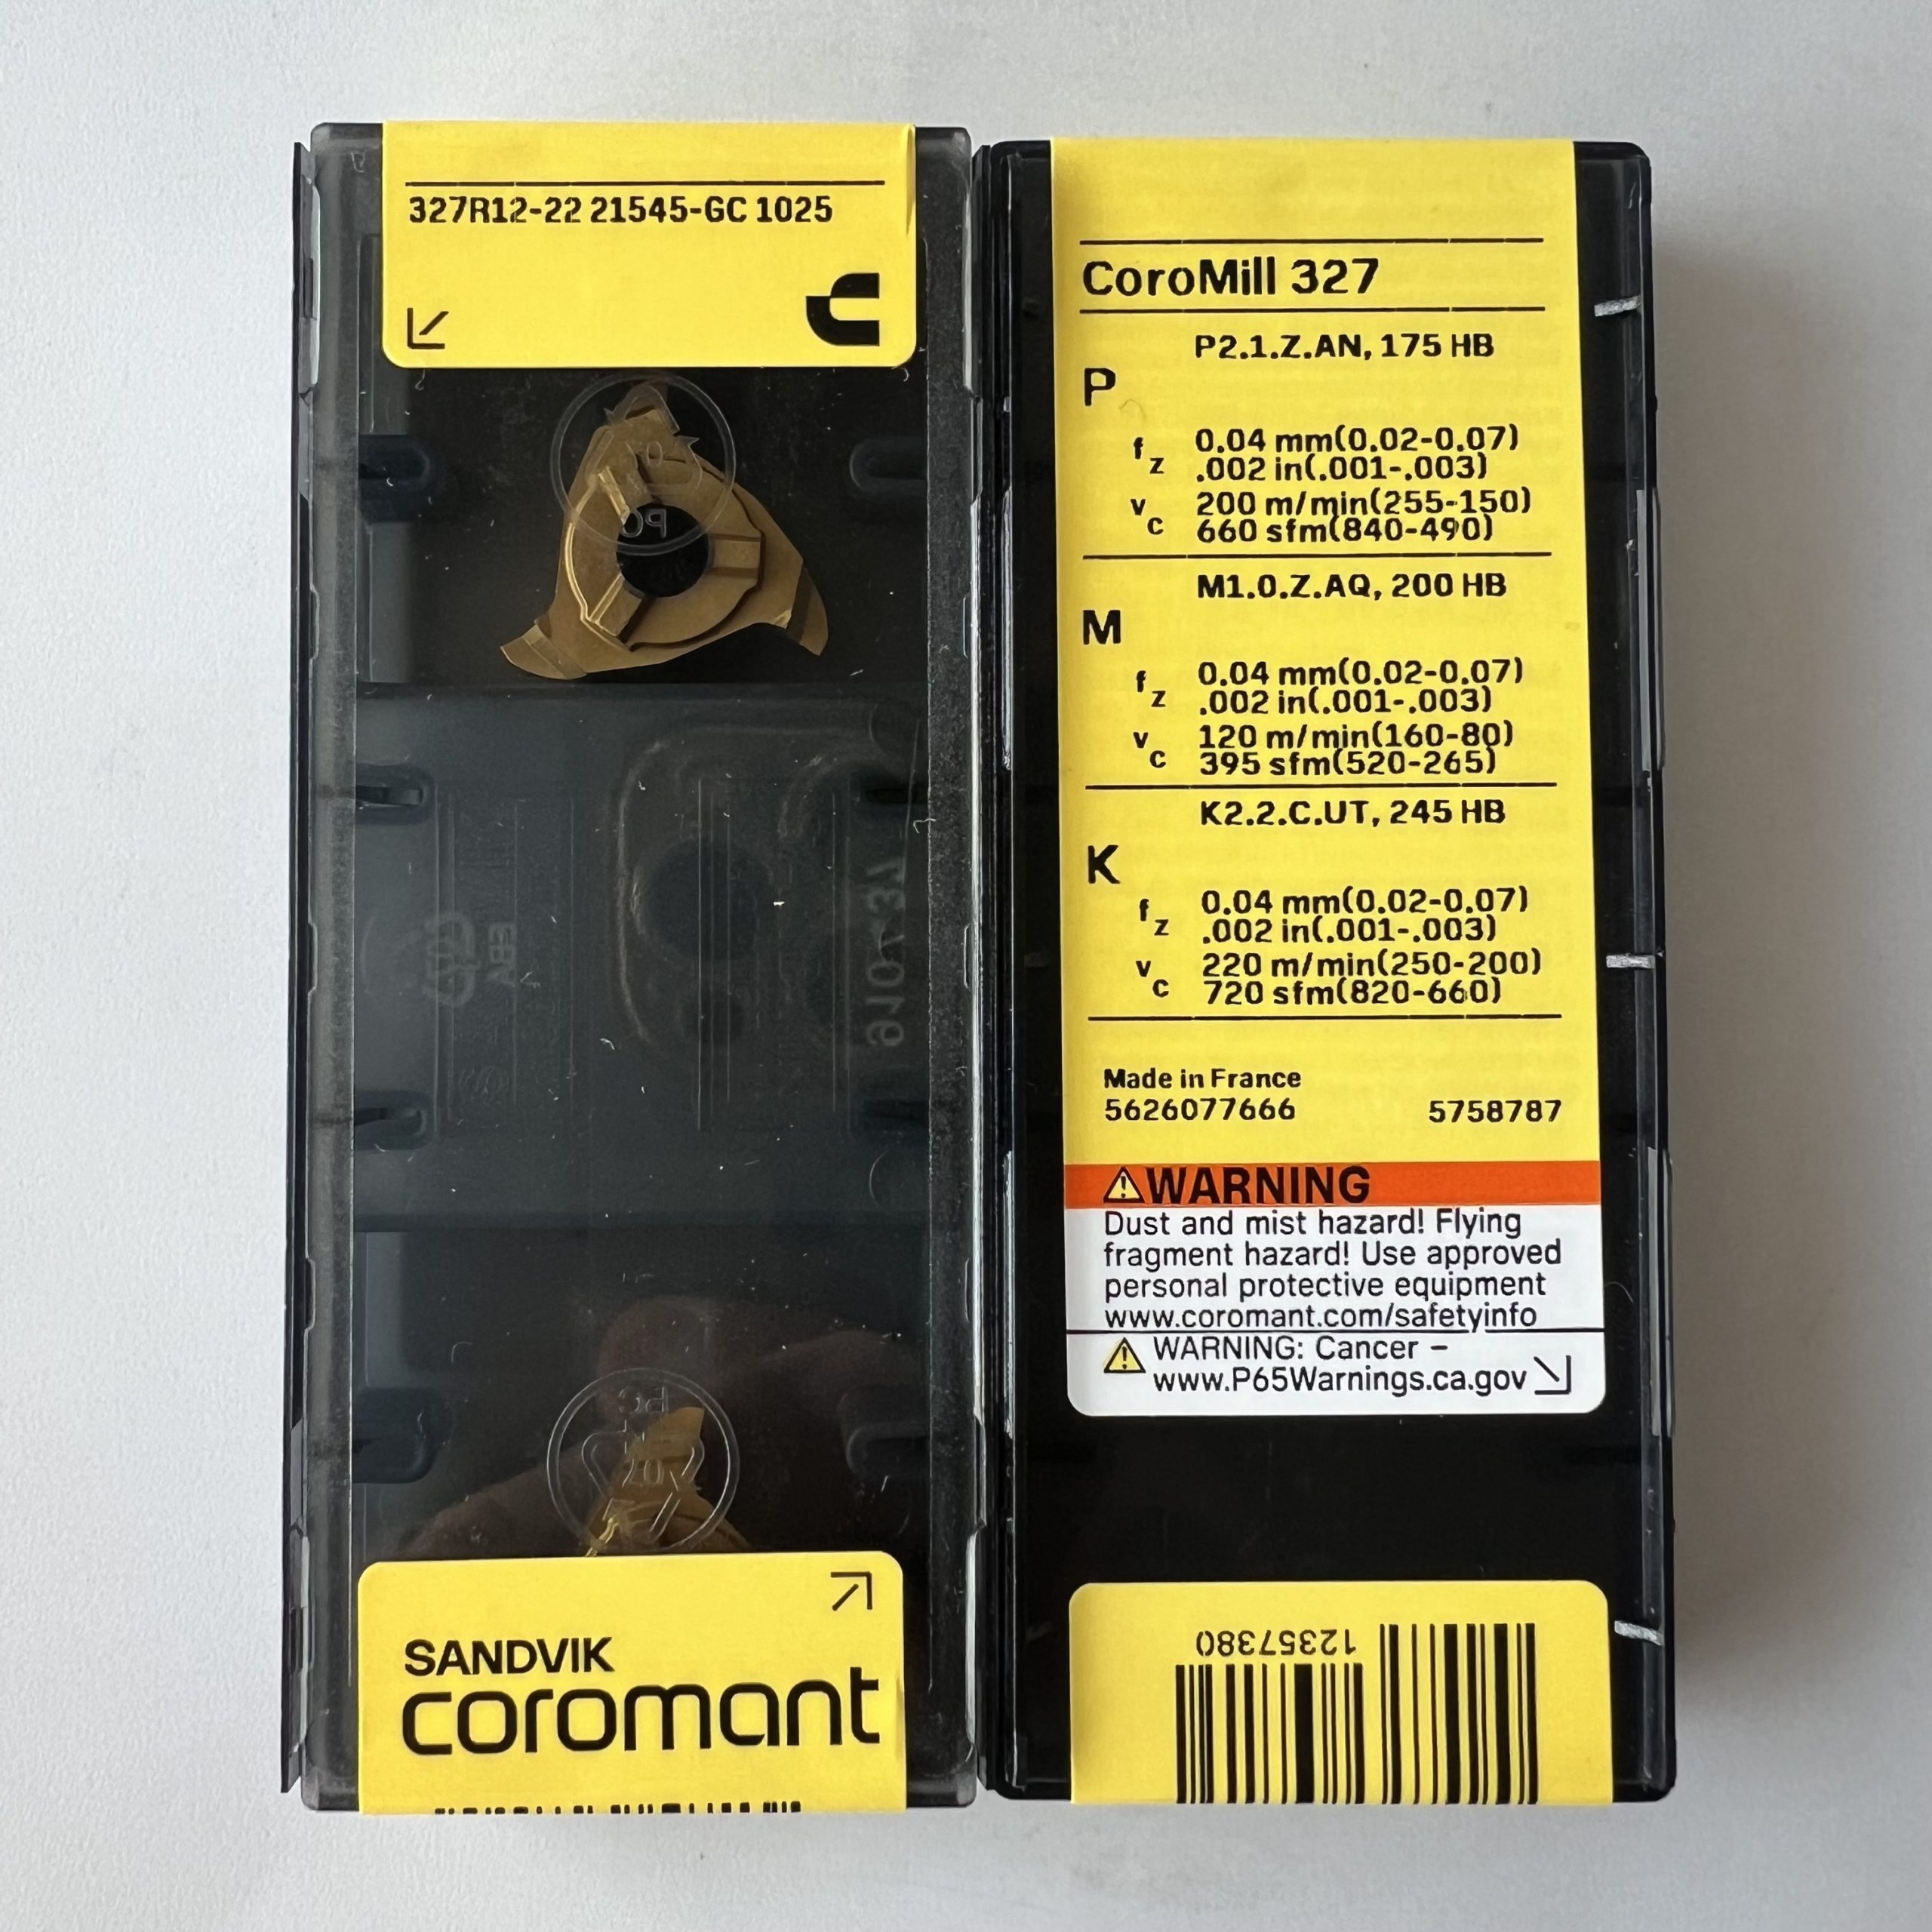 327R12-22 21545-GC 1025
PC
07
PC
ABS
910-37
SANDVIK
coromant
CoroMill 327
P2.1.Z.AN, 175 HB
P
fz 0.04 mm(0.02-0.07)
.002 in(.001-.003)
vc 200 m/min(255-150)
660 sfm(840-490)
M1.0.Z.AQ, 200 HB
M
fz 0.04 mm(0.02-0.07)
.002 in(.001-.003)
vc 120 m/min(160-80)
395 sfm(520-265)
K2.2.C.UT, 245 HB
K
fz 0.04 mm(0.02-0.07)
.002 in(.001-.003)
vc 220 m/min(250-200)
720 sfm(820-660)
Made in France
5626077666 5758787
⚠WARNING
Dust and mist hazard! Flying
fragment hazard! Use approved
personal protective equipment
www.coromant.com/safetyinfo
⚠ WARNING: Cancer –
www.P65Warnings.ca.gov
12357380